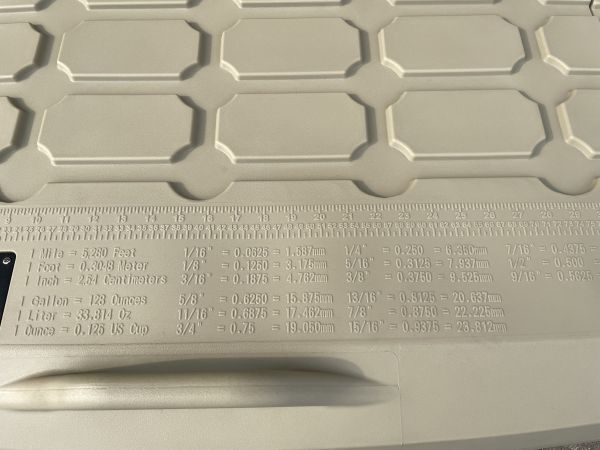 9 10 11 12 13 14 15 16 17 18 19 20 21 22 23 24 25 26 27 28 29
1 Mile = 5,280 Feet 1/16" = 0.0625 = 1.587mm 1/4" = 0.250 = 6.350mm 7/16" = 0.4375 =
1 Foot = 0.3048 Meter 1/8" = 0.1250 = 3.175mm 5/16" = 0.3125 = 7.937mm 1/2" = 0.500 =
1 Inch = 2.54 Centimeters 3/16" = 0.1875 = 4.762mm 3/8" = 0.3750 = 9.525mm 9/16" = 0.5625
1 Gallon = 128 Ounces 5/8" = 0.6250 = 15.875mm 13/16" = 0.8125 = 20.637mm
1 Liter = 33.814 Oz 11/16" = 0.6875 = 17.462mm 7/8" = 0.8750 = 22.225mm
1 Ounce = 0.125 US Cup 3/4" = 0.75 = 19.050mm 15/16" = 0.9375 = 23.812mm